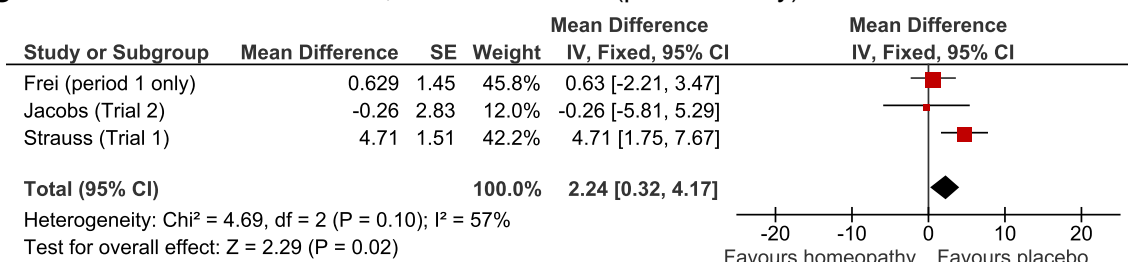 Mean Difference Mean Difference
Study or Subgroup Mean Difference SE Weight IV, Fixed, 95% CI IV, Fixed, 95% CI
Frei (period 1 only) 0.629 1.45 45.8% 0.63 [-2.21, 3.47]
Jacobs (Trial 2) -0.26 2.83 12.0% -0.26 [-5.81, 5.29]
Strauss (Trial 1) 4.71 1.51 42.2% 4.71 [1.75, 7.67]
Total (95% CI) 100.0% 2.24 [0.32, 4.17]
Heterogeneity: Chi² = 4.69, df = 2 (P = 0.10); I² = 57%
Test for overall effect: Z = 2.29 (P = 0.02)
-20 -10 0 10 20
Favours homeopathy Favours placebo